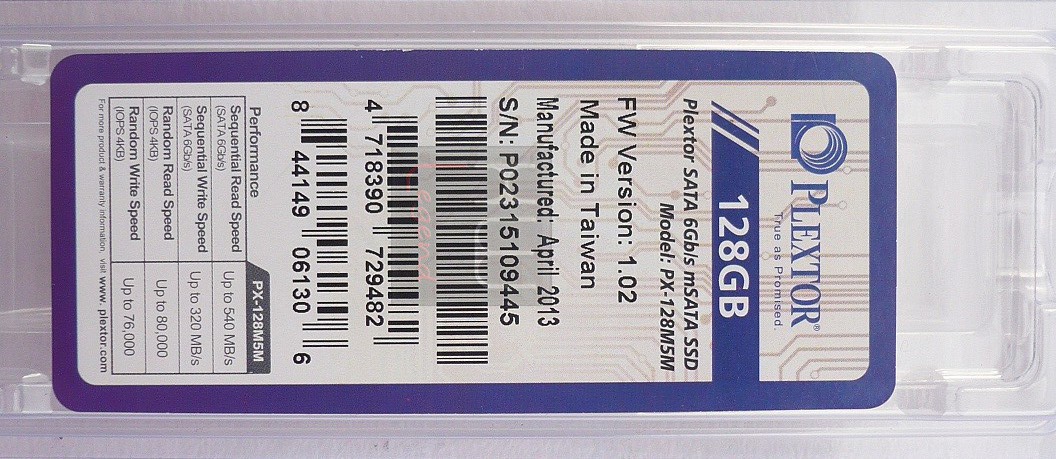 PLEXTOR®
True as Promised.
128GB
Plextor SATA 6Gb/s mSATA SSD
Model: PX-128M5M
FW Version: 1.02
Made in Taiwan
Manufactured: April 2013
S/N: P02315109445
4 718390 729482
8 44149 06130 6
Performance PX-128M5M
Sequential Read Speed Up to 540 MB/s
(SATA 6Gb/s)
Sequential Write Speed Up to 320 MB/s
(SATA 6Gb/s)
Random Read Speed Up to 80,000
(IOPS 4KB)
Random Write Speed Up to 76,000
(IOPS 4KB)
For more product & warranty information, visit www.plextor.com